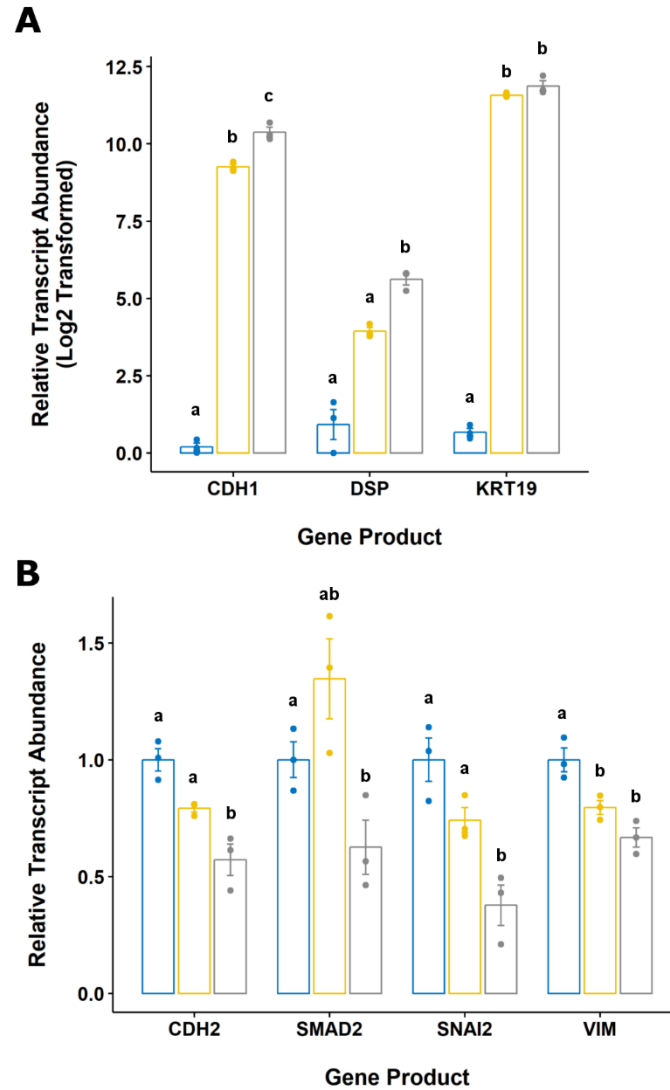 A
Relative Transcript Abundance
(Log2 Transformed)
12.5
10.0
7.5
5.0
2.5
0.0
a
b
c
a
a
b
a
b
b
CDH1
DSP
KRT19
Gene Product
B
Relative Transcript Abundance
1.5
1.0
0.5
0.0
a
a
b
a
ab
b
a
a
b
a
b
b
CDH2
SMAD2
SNAI2
VIM
Gene Product